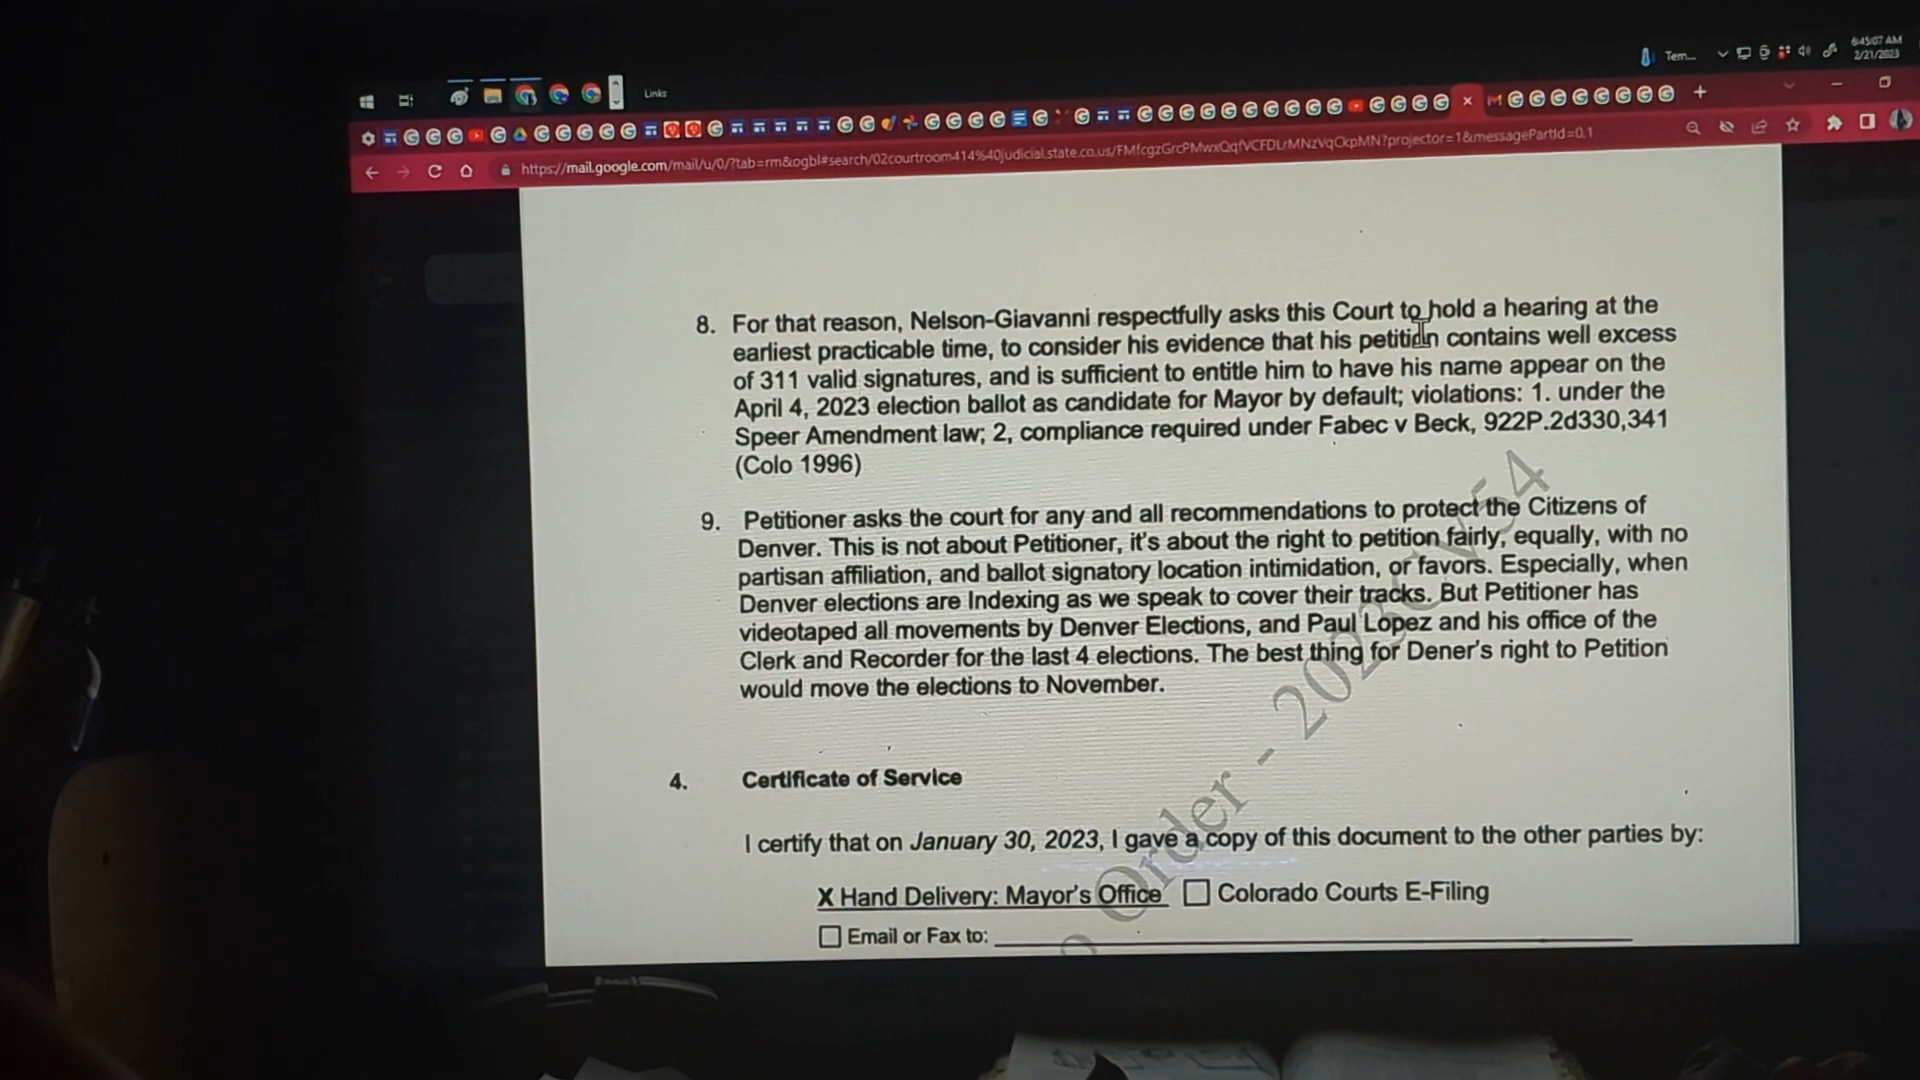 Tem...
6:45:07 AM
2/21/2023
Links
https://mail.google.com/mail/u/0/?tab=rm&ogbl#search/02courtroom414%40judicial.state.co.us/FMfcgzGrcPMwxQqfVCFDLrMNzVqCkpMN?projector=1&messagePartId=0.1
8. For that reason, Nelson-Giavanni respectfully asks this Court to hold a hearing at the
earliest practicable time, to consider his evidence that his petition contains well excess
of 311 valid signatures, and is sufficient to entitle him to have his name appear on the
April 4, 2023 election ballot as candidate for Mayor by default; violations: 1. under the
Speer Amendment law; 2, compliance required under Fabec v Beck, 922P.2d330,341
(Colo 1996)
9. Petitioner asks the court for any and all recommendations to protect the Citizens of
Denver. This is not about Petitioner, it's about the right to petition fairly, equally, with no
partisan affiliation, and ballot signatory location intimidation, or favors. Especially, when
Denver elections are Indexing as we speak to cover their tracks. But Petitioner has
videotaped all movements by Denver Elections, and Paul Lopez and his office of the
Clerk and Recorder for the last 4 elections. The best thing for Dener's right to Petition
would move the elections to November.
4. Certificate of Service
I certify that on January 30, 2023, I gave a copy of this document to the other parties by:
X Hand Delivery: Mayor's Office Colorado Courts E-Filing
Email or Fax to:
Order - 2023CV54